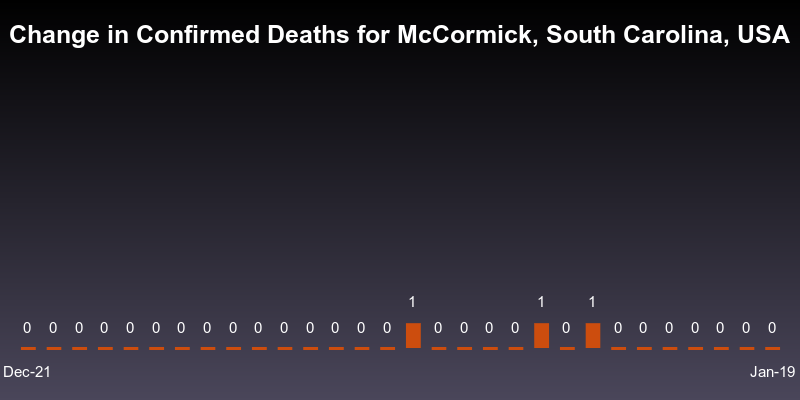 Change in Confirmed Deaths for McCormick, South Carolina, USA
1 1 1
0 0 0 0 0 0 0 0 0 0 0 0 0 0 0 0 0 0 0 0 0 0 0 0 0 0 0
Dec-21 Jan-19